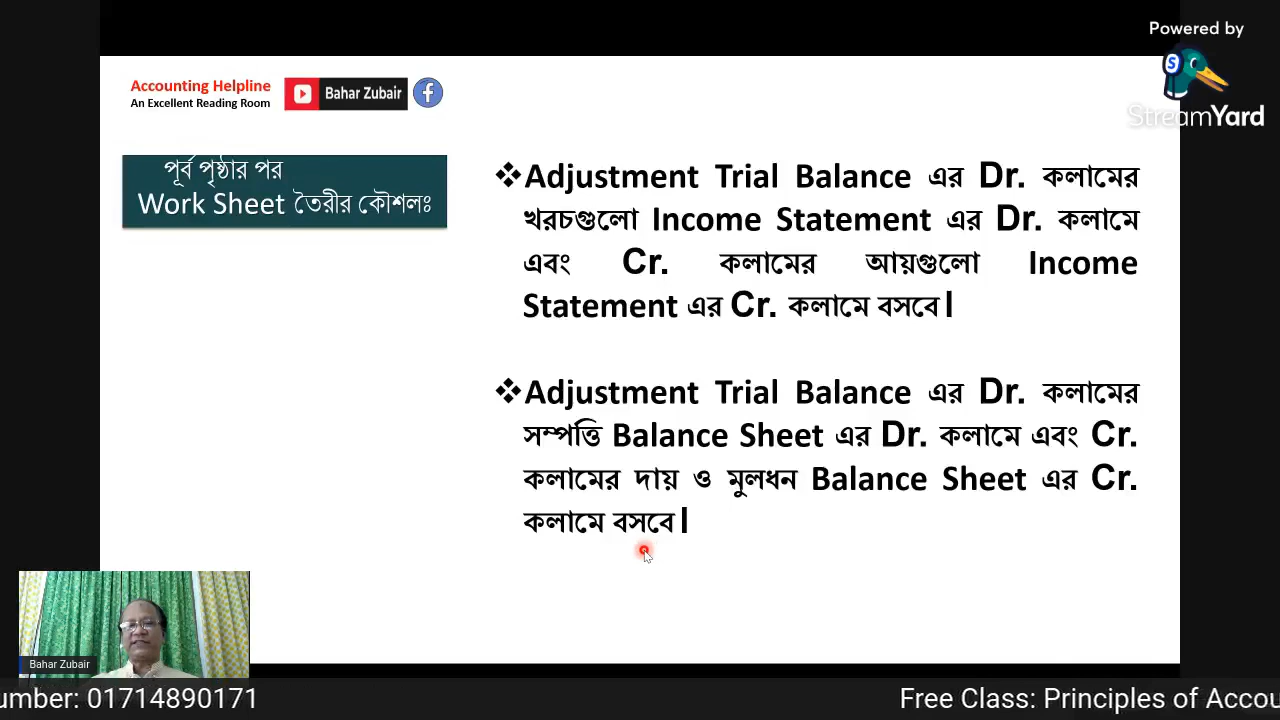 Powered by
StreamYard
Accounting Helpline
An Excellent Reading Room
Bahar Zubair
পূর্ব পৃষ্ঠার পর
Work Sheet তৈরীর কৌশলঃ
❖Adjustment Trial Balance এর Dr. কলামের
খরচগুলো Income Statement এর Dr. কলামে
এবং Cr. কলামের আয়গুলো Income
Statement এর Cr. কলামে বসবে।
❖Adjustment Trial Balance এর Dr. কলামের
সম্পত্তি Balance Sheet এর Dr. কলামে এবং Cr.
কলামের দায় ও মুলধন Balance Sheet এর Cr.
কলামে বসবে।
Bahar Zubair
umber: 01714890171
Free Class: Principles of Accou